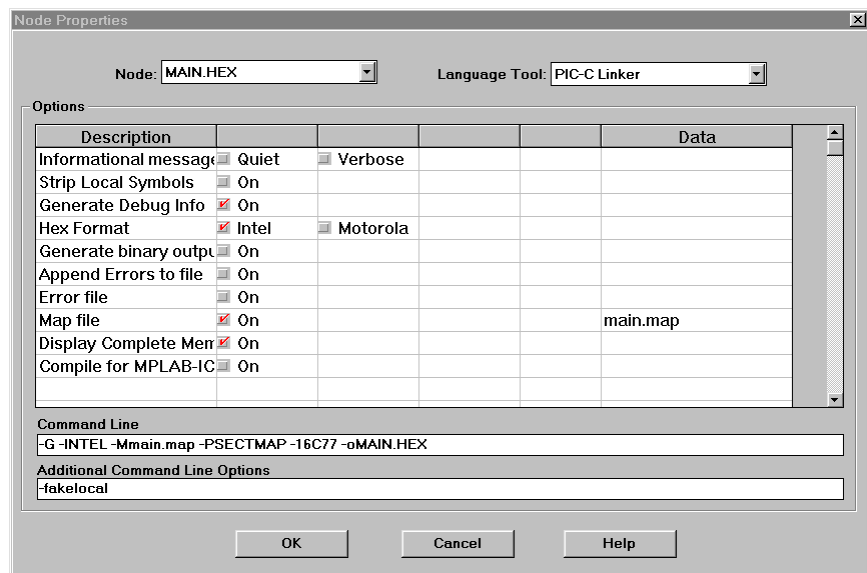 Node Properties
Node: MAIN.HEX Language Tool: PIC-C Linker
Options
Description Data
Informational message Quiet Verbose
Strip Local Symbols On
Generate Debug Info On
Hex Format Intel Motorola
Generate binary outpu On
Append Errors to file On
Error file On
Map file On main.map
Display Complete Mem On
Compile for MPLAB-IC On
Command Line
-G -INTEL -Mmain.map -PSECTMAP -16C77 -oMAIN.HEX
Additional Command Line Options
-fakelocal
OK Cancel Help